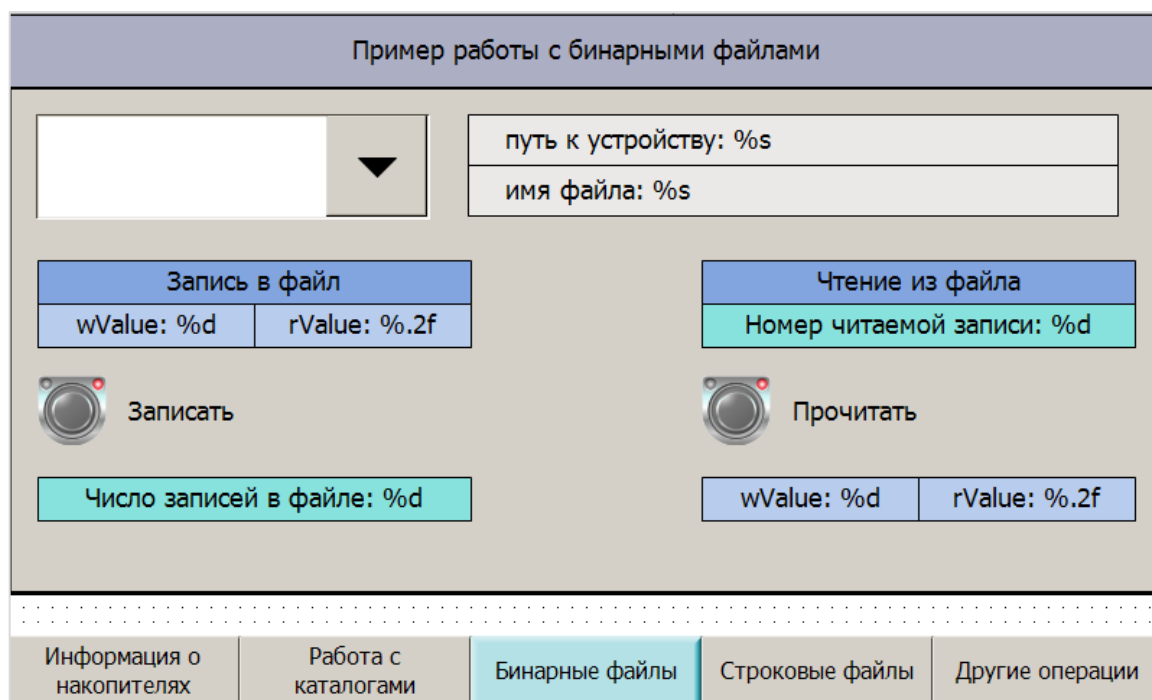 Пример работы с бинарными файлами
путь к устройству: %s
имя файла: %s
Запись в файл
wValue: %d rValue: %.2f
Записать
Число записей в файле: %d
Чтение из файла
Номер читаемой записи: %d
Прочитать
wValue: %d rValue: %.2f
Информация о
накопителях
Работа с
каталогами
Бинарные файлы
Строковые файлы
Другие операции